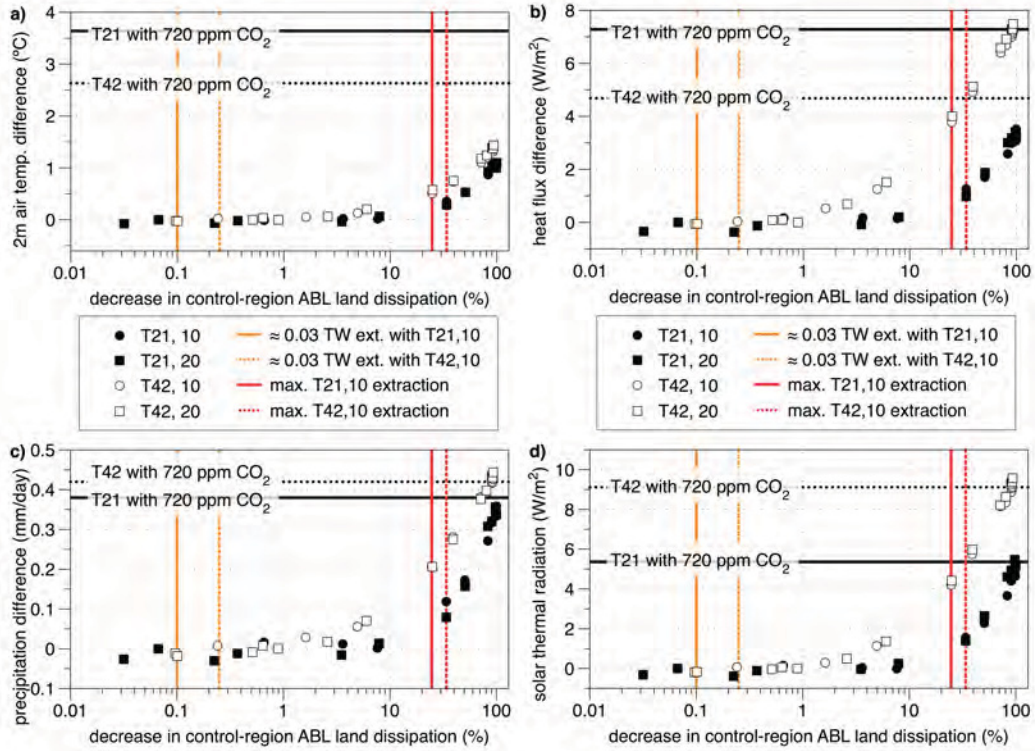 a)
2m air temp. difference (ºC)
4
3
2
1
0
T21 with 720 ppm CO2
T42 with 720 ppm CO2
0.01 0.1 1 10 100
decrease in control-region ABL land dissipation (%)
b)
heat flux difference (W/m²)
8
6
4
2
0
T21 with 720 ppm CO2
T42 with 720 ppm CO2
0.01 0.1 1 10 100
decrease in control-region ABL land dissipation (%)
T21, 10
T21, 20
T42, 10
T42, 20
≈ 0.03 TW ext. with T21,10
≈ 0.03 TW ext. with T42,10
max. T21,10 extraction
max. T42,10 extraction
T21, 10
T21, 20
T42, 10
T42, 20
≈ 0.03 TW ext. with T21,10
≈ 0.03 TW ext. with T42,10
max. T21,10 extraction
max. T42,10 extraction
c)
precipitation difference (mm/day)
0.5
0.4
0.3
0.2
0.1
0
-0.1
T42 with 720 ppm CO2
T21 with 720 ppm CO2
0.01 0.1 1 10 100
decrease in control-region ABL land dissipation (%)
d)
solar thermal radiation (W/m²)
10
8
6
4
2
0
T42 with 720 ppm CO2
T21 with 720 ppm CO2
0.01 0.1 1 10 100
decrease in control-region ABL land dissipation (%)